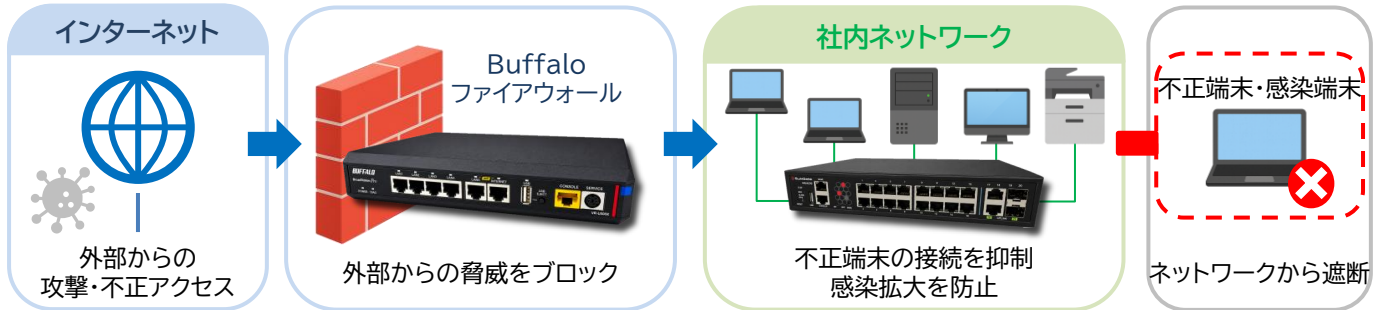 インターネット
外部からの
攻撃・不正アクセス
Buffalo
ファイアウォール
BUFFALO
CONSOLE
SERVICE
外部からの脅威をブロック
社内ネットワーク
不正端末の接続を抑制
感染拡大を防止
不正端末・感染端末
ネットワークから遮断